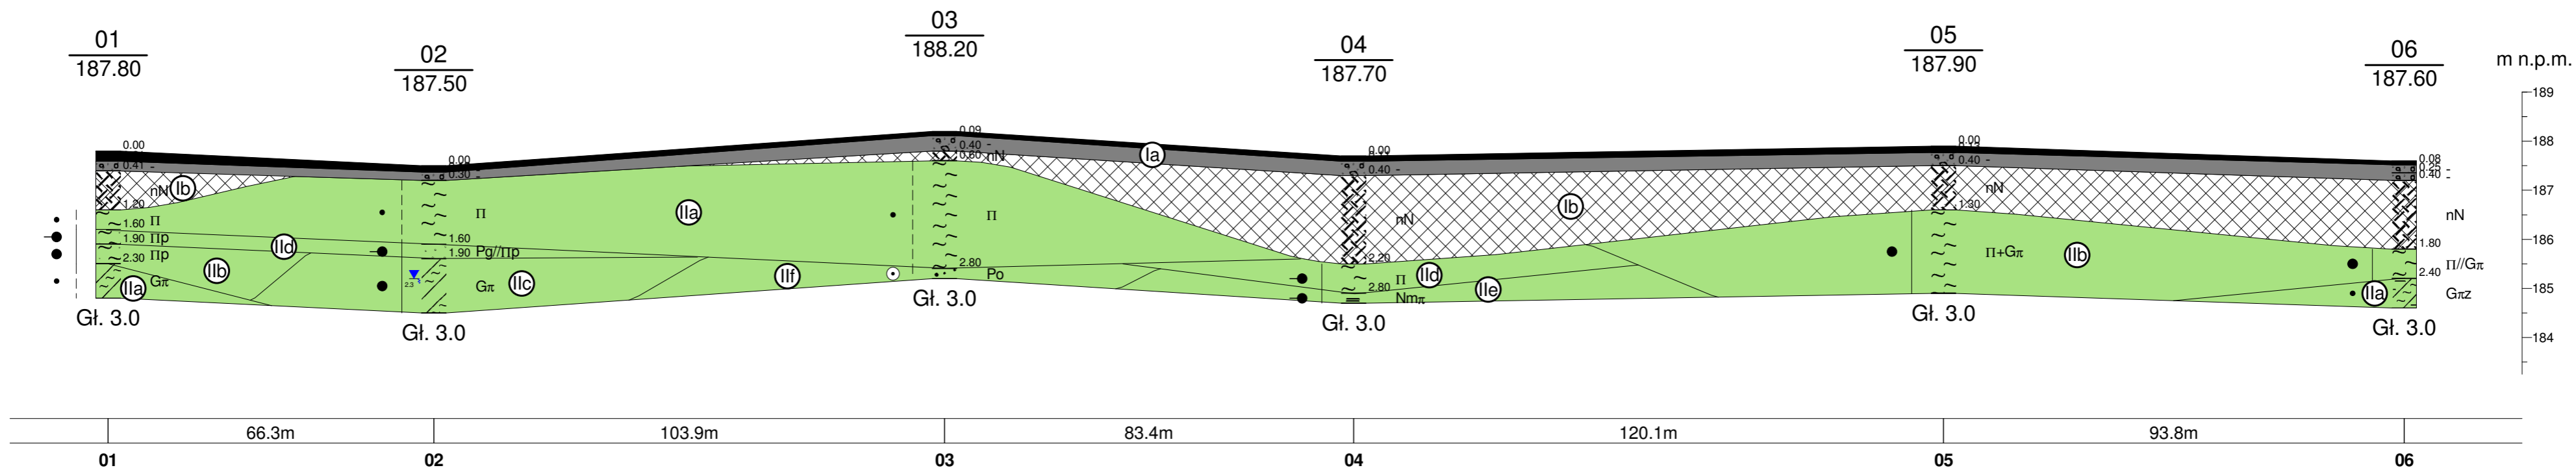 01
187.80
02
187.50
03
188.20
04
187.70
05
187.90
06
187.60
m n.p.m.
189
188
187
186
185
184
0.00
0.41 -
nN
Ib
1.20
Π
1.60
Πp
1.90
Πp
2.30
Gπ
IId
IIb
IIa
Gł. 3.0
0.00
0.30 -
Π
1.60
Pg//Πp
1.90
2.3
Gπ
IIc
Gł. 3.0
IIa
IIf
0.09
0.40 -
0.60
nN
Π
2.80
Po
Gł. 3.0
Ia
0.00
0.40 -
nN
2.20
Π
2.80
Nmπ
IId
IIe
Gł. 3.0
Ib
0.00
0.40 -
nN
1.30
Π+Gπ
IIb
Gł. 3.0
0.08
0.25 -
0.40 -
nN
1.80
Π//Gπ
2.40
Gπz
IIa
Gł. 3.0
66.3m
103.9m
83.4m
120.1m
93.8m
01
02
03
04
05
06